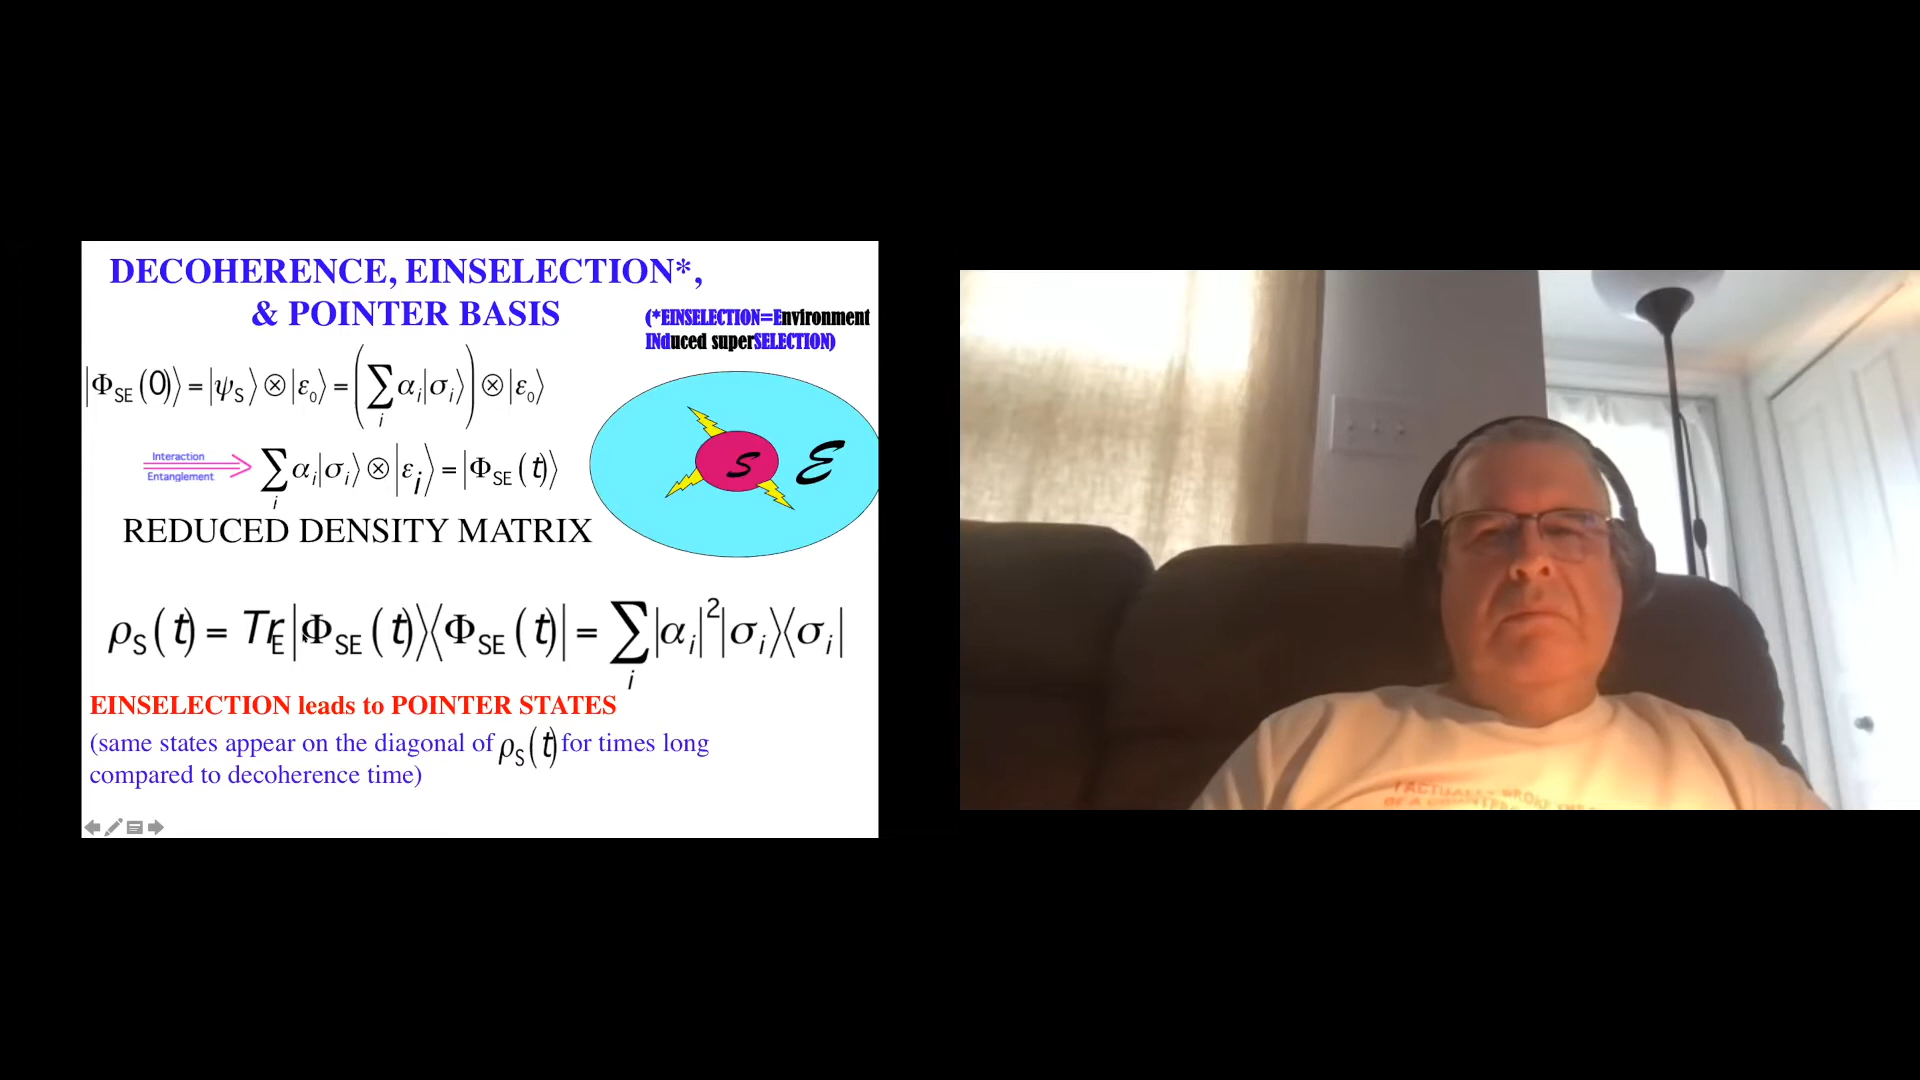 DECOHERENCE, EINSELECTION*,
& POINTER BASIS
(*EINSELECTION=Environment
INduced superSELECTION)
|Φ_SE(0)⟩ = |ψ_S⟩ ⊗ |ε_0⟩ = (∑_i α_i|σ_i⟩) ⊗ |ε_0⟩
Interaction
Entanglement
∑_i α_i|σ_i⟩ ⊗ |ε_i⟩ = |Φ_SE(t)⟩
S
ℰ
REDUCED DENSITY MATRIX
ρ_S(t) = Tr_E|Φ_SE(t)⟩⟨Φ_SE(t)| = ∑_i |α_i|²|σ_i⟩⟨σ_i|
EINSELECTION leads to POINTER STATES
(same states appear on the diagonal of ρ_S(t) for times long
compared to decoherence time)
OF A